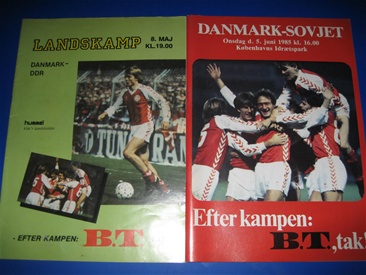 LANDSKAMP
8. MAJ
KL. 19.00
DANMARK-
DDR
hummel
- EFTER KAMPEN: B.T.
DANMARK-SOVJET
Onsdag d. 5. juni 1985 kl. 16.00
Københavns Idrætspark
Efter kampen:
B.T., tak!